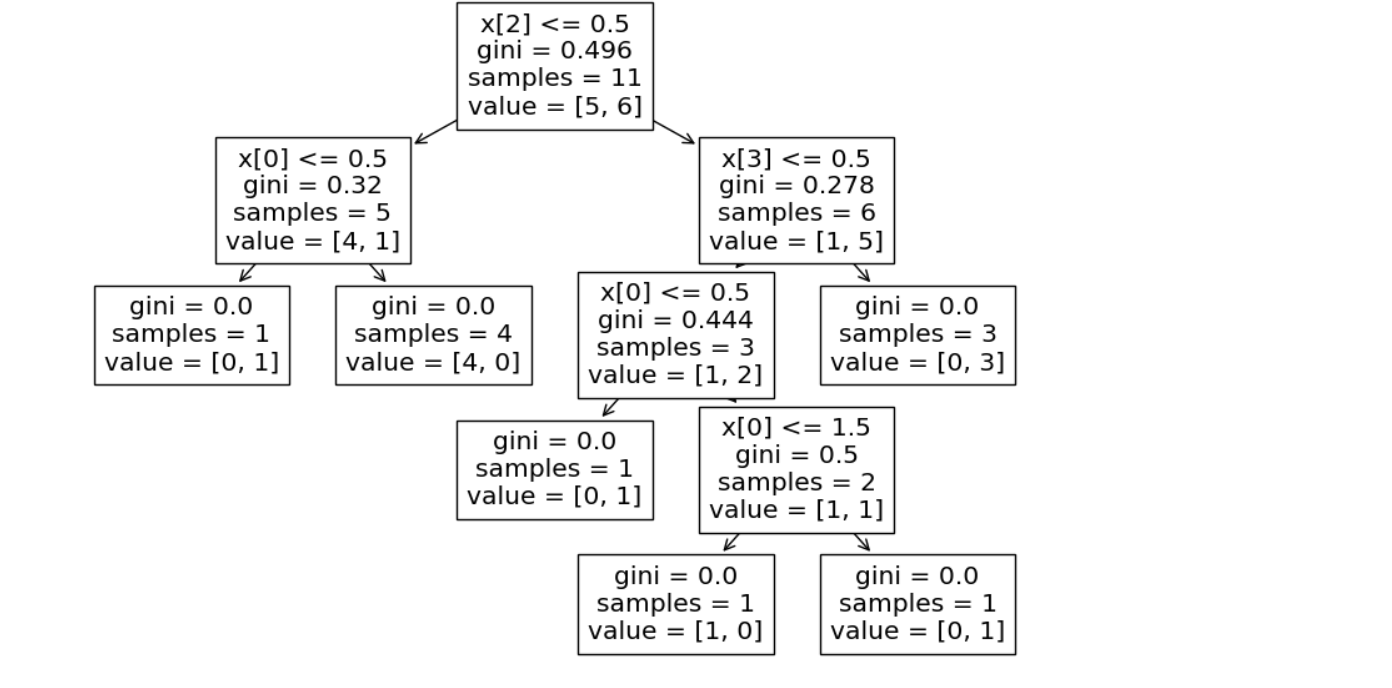 x[2] <= 0.5
gini = 0.496
samples = 11
value = [5, 6]
x[0] <= 0.5
gini = 0.32
samples = 5
value = [4, 1]
x[3] <= 0.5
gini = 0.278
samples = 6
value = [1, 5]
gini = 0.0
samples = 1
value = [0, 1]
gini = 0.0
samples = 4
value = [4, 0]
x[0] <= 0.5
gini = 0.444
samples = 3
value = [1, 2]
gini = 0.0
samples = 3
value = [0, 3]
gini = 0.0
samples = 1
value = [0, 1]
x[0] <= 1.5
gini = 0.5
samples = 2
value = [1, 1]
gini = 0.0
samples = 1
value = [1, 0]
gini = 0.0
samples = 1
value = [0, 1]